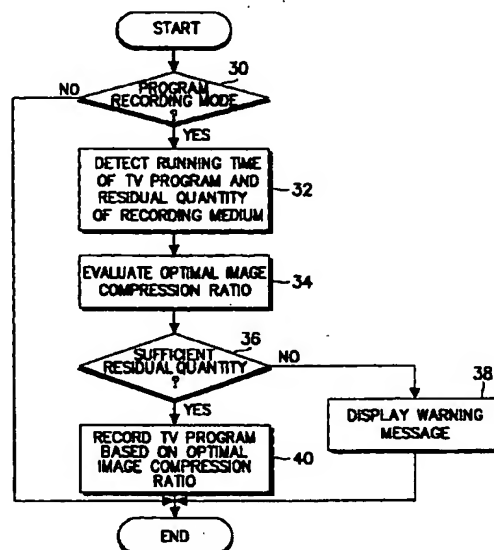 START
30
PROGRAM
RECORDING MODE
?
NO
YES
DETECT RUNNING TIME
OF TV PROGRAM AND
RESIDUAL QUANTITY
OF RECORDING MEDIUM
32
EVALUATE OPTIMAL IMAGE
COMPRESSION RATIO
34
36
SUFFICIENT
RESIDUAL QUANTITY
?
NO
YES
38
DISPLAY WARNING
MESSAGE
RECORD TV PROGRAM
BASED ON OPTIMAL
IMAGE COMPRESSION
RATIO
40
END